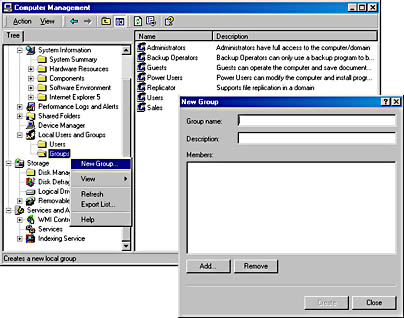 Computer Management
Action View
Tree
System Information
System Summary
Hardware Resources
Components
Software Environment
Internet Explorer 5
Performance Logs and Alerts
Shared Folders
Device Manager
Local Users and Groups
Users
Groups
Storage
Disk Mana
Disk Defra
Logical Driv
Removable
Services and A
WMI Contr
Services
Indexing Service
New Group...
View
Refresh
Export List...
Help
Name Description
Administrators Administrators have full access to the computer/domain
Backup Operators Backup Operators can only use a backup program to b...
Guests Guests can operate the computer and save document...
Power Users Power Users can modify the computer and install prog...
Replicator Supports file replication in a domain
Users
Sales
Creates a new local group
New Group
Group name:
Description:
Members:
Add... Remove
Create Close